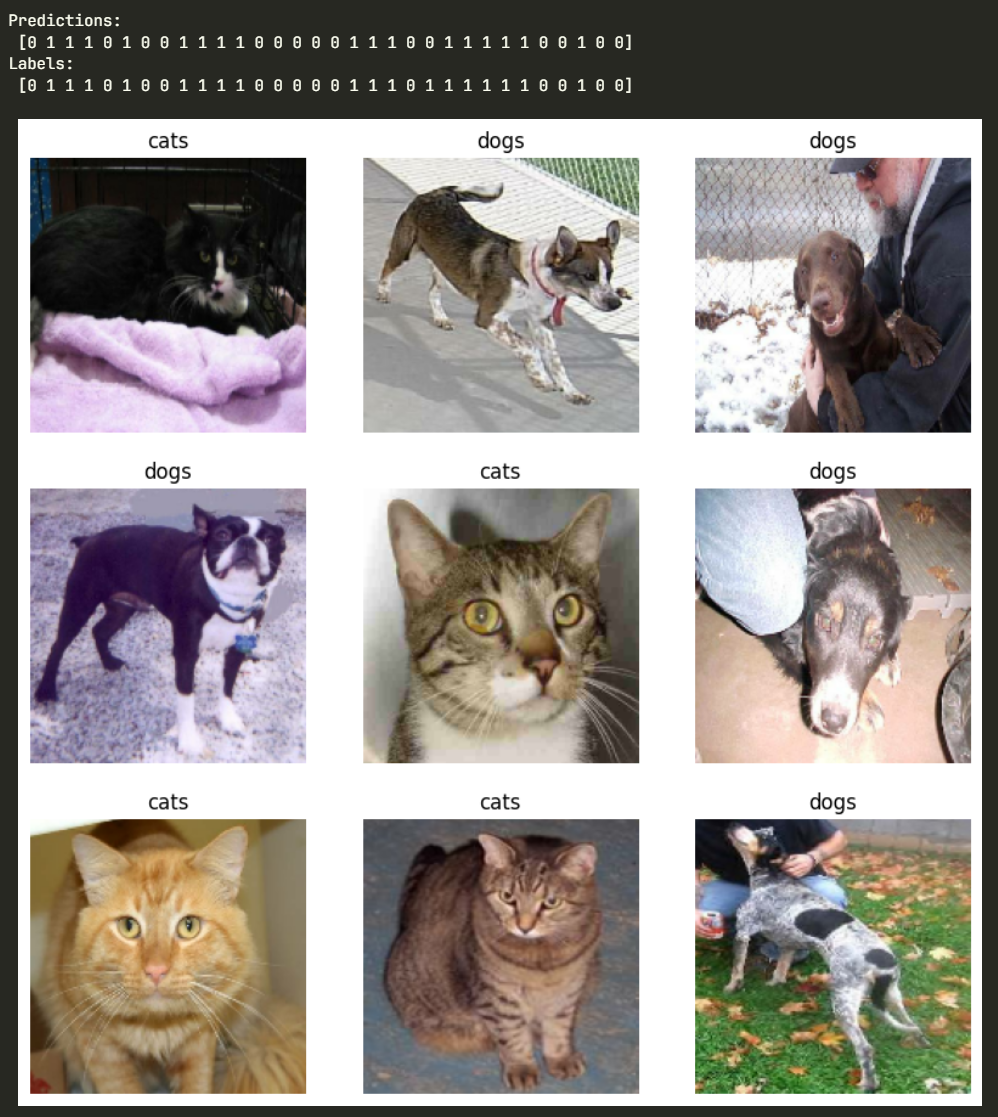 Predictions:
[0 1 1 1 0 1 0 0 1 1 1 1 0 0 0 0 0 1 1 1 0 0 1 1 1 1 1 0 0 1 0 0]
Labels:
[0 1 1 1 0 1 0 0 1 1 1 1 0 0 0 0 0 1 1 1 0 1 1 1 1 1 1 0 0 1 0 0]
cats dogs dogs
dogs cats dogs
cats cats dogs